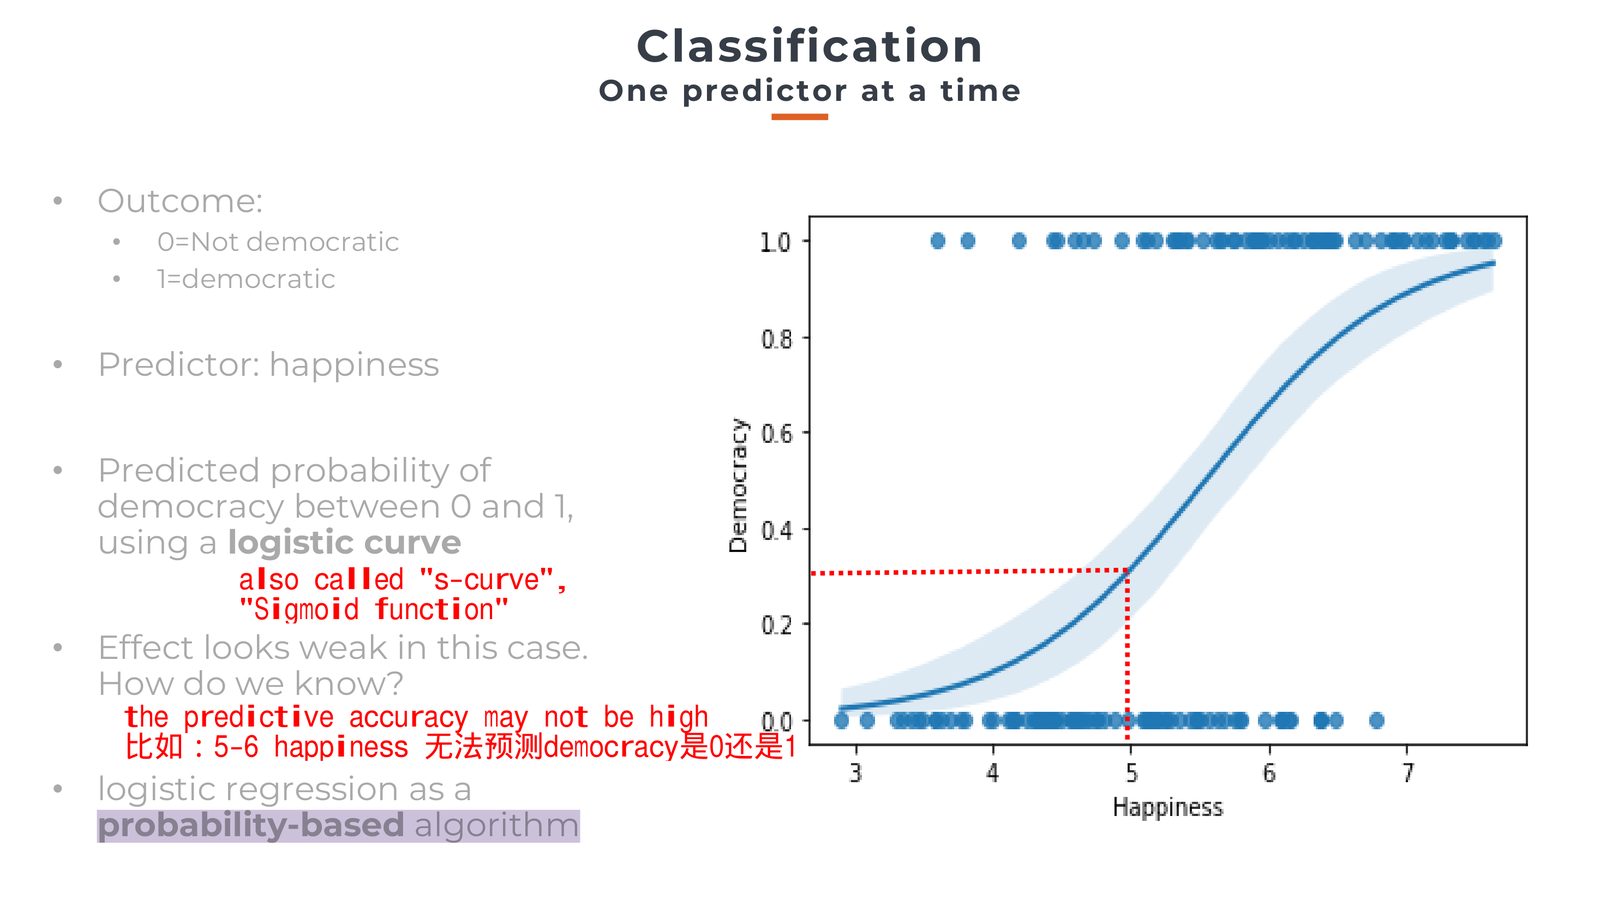 Classification
One predictor at a time
• Outcome:
• 0=Not democratic
• 1=democratic
• Predictor: happiness
• Predicted probability of
democracy between 0 and 1,
using a logistic curve
also called "s-curve",
"Sigmoid function"
• Effect looks weak in this case.
How do we know?
the predictive accuracy may not be high
比如：5-6 happiness 无法预测democracy是0还是1
• logistic regression as a
probability-based algorithm
1.0
0.8
0.6
0.4
0.2
0.0
Democracy
3 4 5 6 7
Happiness